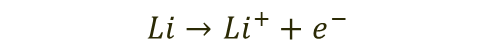 Li → Li⁺ + e⁻